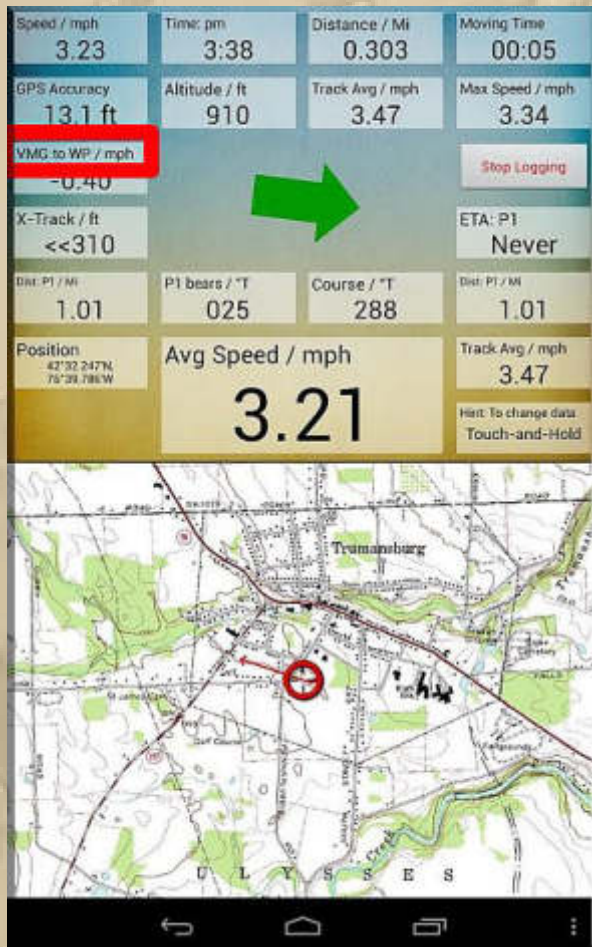 Speed / mph
3.23
Time: pm
3:38
Distance / Mi
0.303
Moving Time
00:05
GPS Accuracy
13.1 ft
Altitude / ft
910
Track Avg / mph
3.47
Max Speed / mph
3.34
VMG to WP / mph
-0.40
Stop Logging
X-Track / ft
<<310
ETA: P1
Never
Dist: P1 / Mi
1.01
P1 bears / °T
025
Course / °T
288
Dist: P1 / Mi
1.01
Position
42°32.247'N,
76°39.786'W
Avg Speed / mph
3.21
Track Avg / mph
3.47
Hint: To change data
Touch-and-Hold
Trumansburg
Golf Course
Fairgrounds
Creek
U L Y S S E S